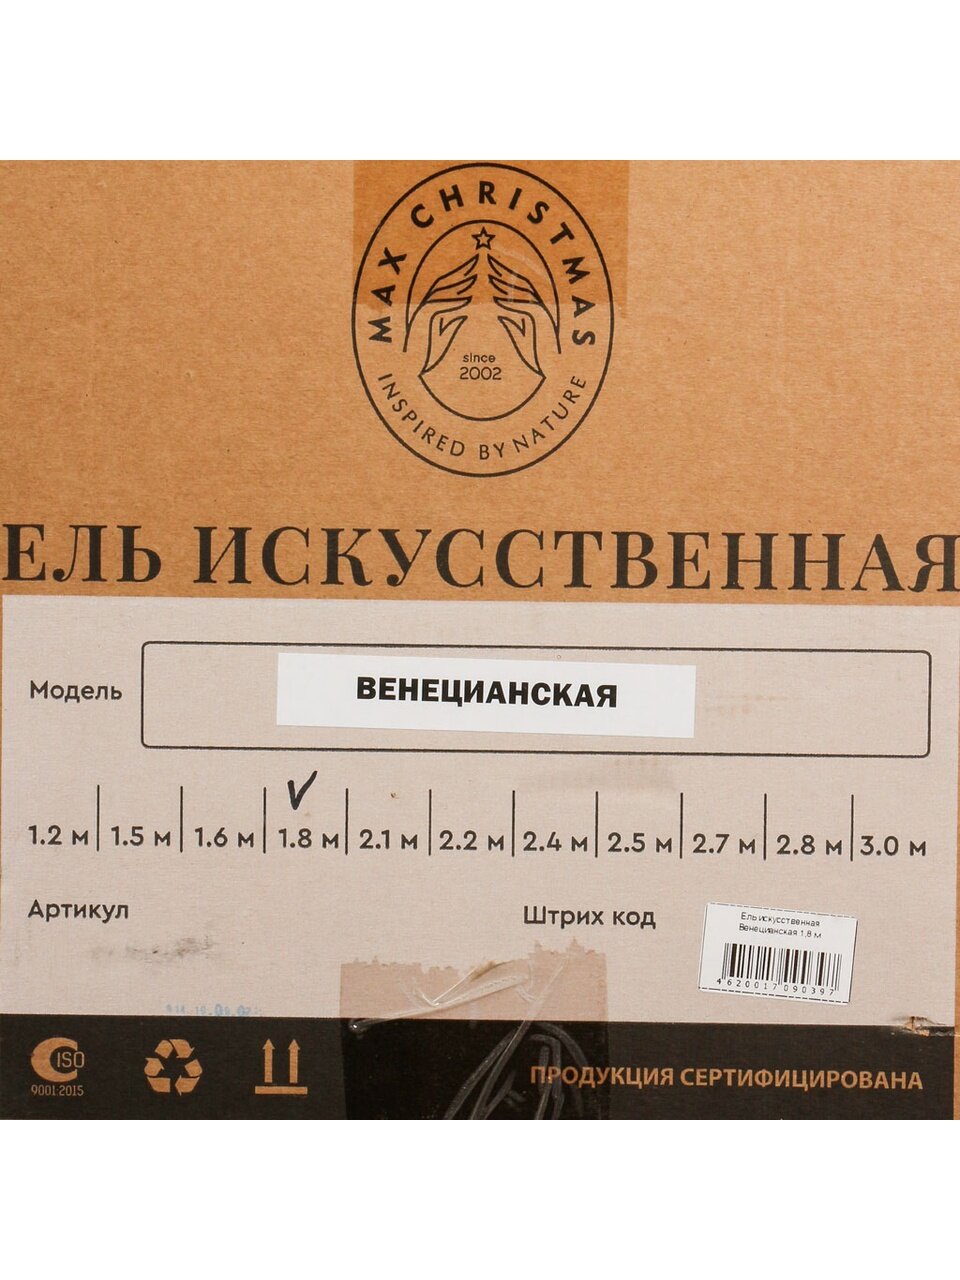 MAX CHRISTMAS
since
2002
INSPIRED BY NATURE
ЕЛЬ ИСКУССТВЕННАЯ
Модель
ВЕНЕЦИАНСКАЯ
1.2 м 1.5 м 1.6 м 1.8 м 2.1 м 2.2 м 2.4 м 2.5 м 2.7 м 2.8 м 3.0 м
Артикул
Штрих код
Ель искусственная
Венецианская 1,8 м
4620017090397
ISO
9001:2015
ПРОДУКЦИЯ СЕРТИФИЦИРОВАНА